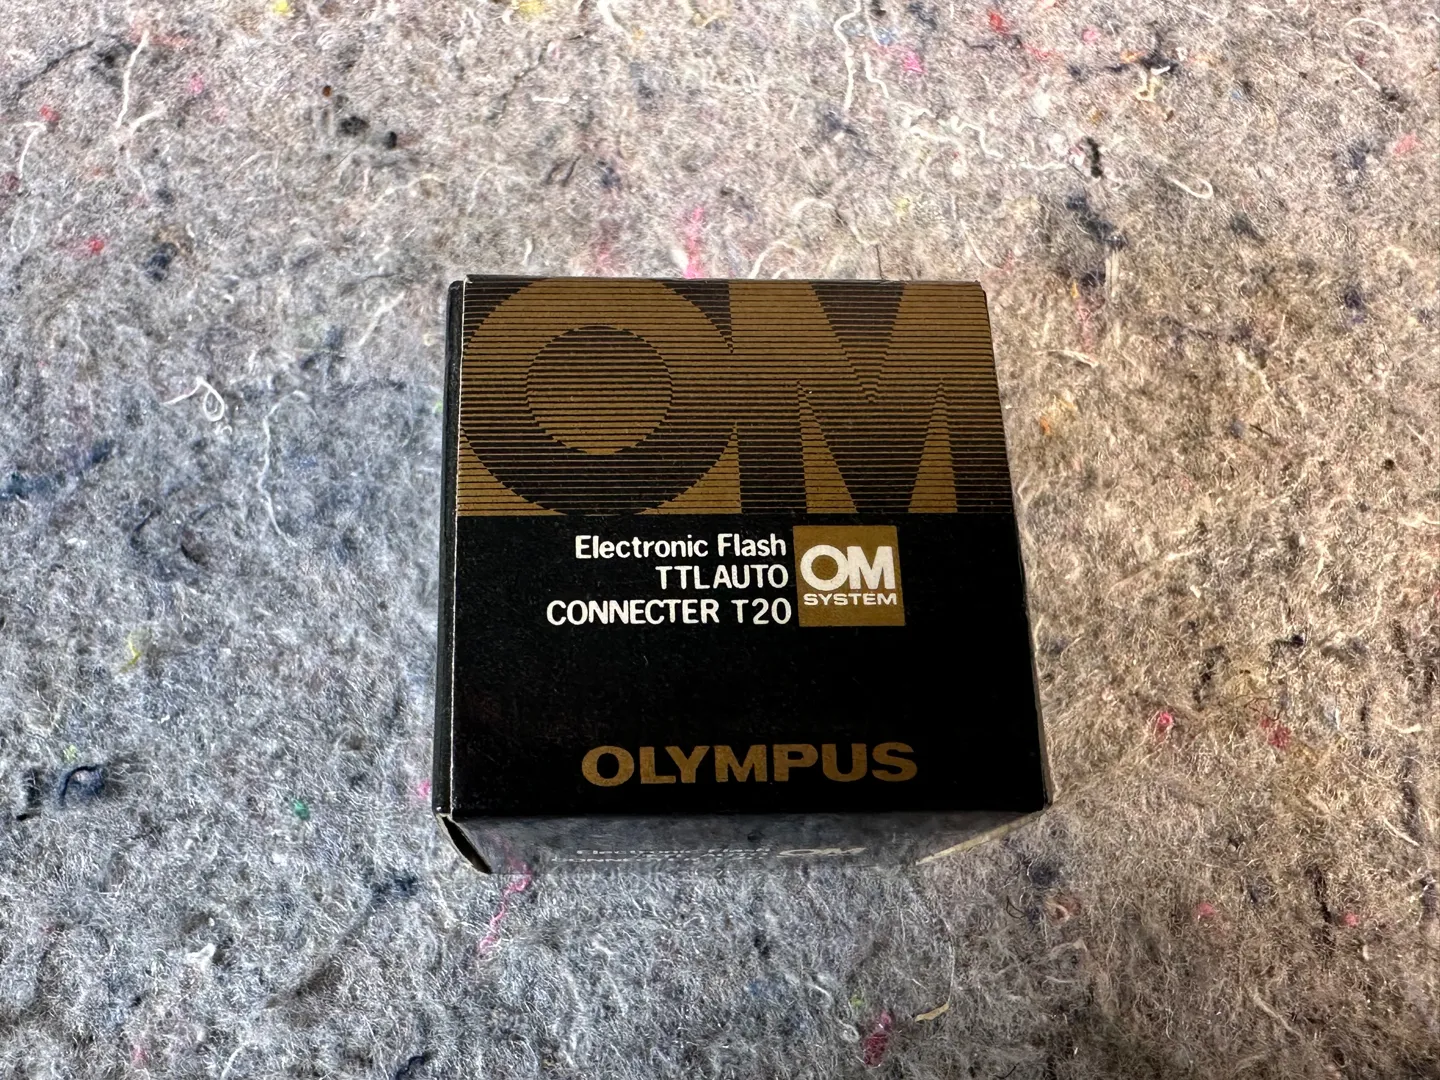 OM
Electronic Flash
TTL AUTO
CONNECTER T20
OM
SYSTEM
OLYMPUS